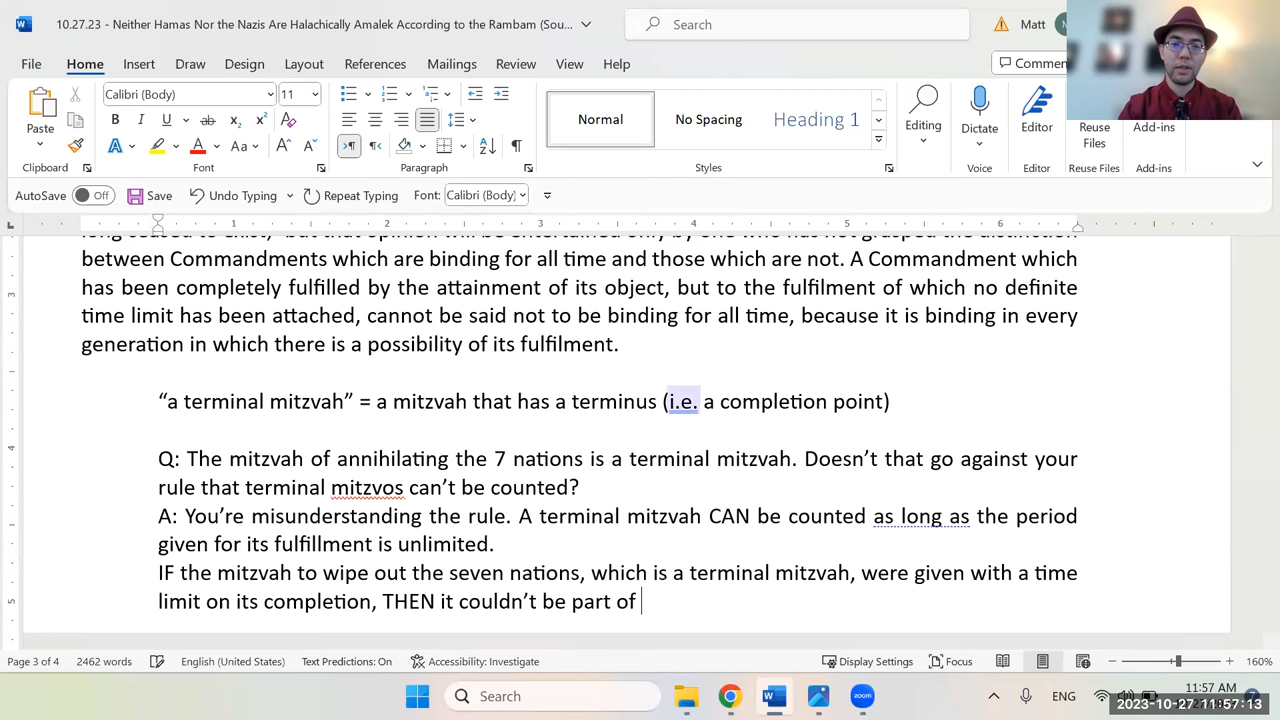 10.27.23 - Neither Hamas Nor the Nazis Are Halachically Amalek According to the Rambam (Sou...
Search
Matt
File Home Insert Draw Design Layout References Mailings Review View Help
Commen
Calibri (Body) 11
Paste
Clipboard
Font
Paragraph
Normal
No Spacing
Heading 1
Styles
Editing
Dictate
Voice
Editor
Editor
Reuse Files
Reuse Files
Add-ins
Add-ins
AutoSave Off Save Undo Typing Repeat Typing Font: Calibri (Body)
1 2 3 4 5 6 7
between Commandments which are binding for all time and those which are not. A Commandment which
has been completely fulfilled by the attainment of its object, but to the fulfilment of which no definite
time limit has been attached, cannot be said not to be binding for all time, because it is binding in every
generation in which there is a possibility of its fulfilment.
“a terminal mitzvah” = a mitzvah that has a terminus (i.e. a completion point)
Q: The mitzvah of annihilating the 7 nations is a terminal mitzvah. Doesn’t that go against your
rule that terminal mitzvos can’t be counted?
A: You’re misunderstanding the rule. A terminal mitzvah CAN be counted as long as the period
given for its fulfillment is unlimited.
IF the mitzvah to wipe out the seven nations, which is a terminal mitzvah, were given with a time
limit on its completion, THEN it couldn’t be part of
Page 3 of 4 2462 words English (United States) Text Predictions: On Accessibility: Investigate Display Settings Focus 160%
Search
ENG
11:57 AM
2023-10-27 11:57:13